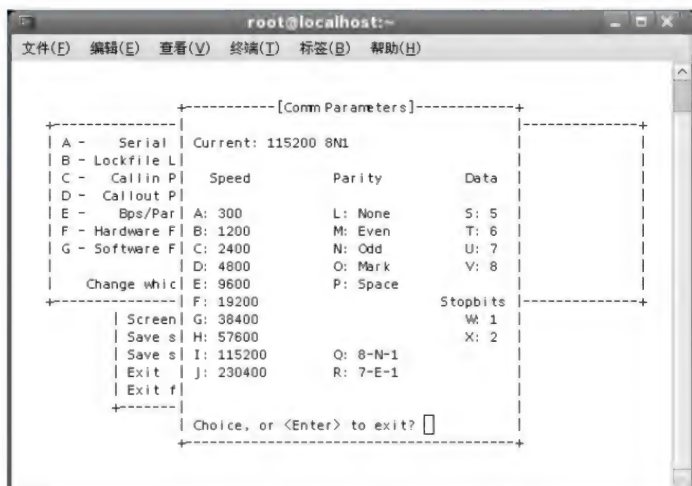 root@localhost:~
文件(F) 编辑(E) 查看(V) 终端(T) 标签(B) 帮助(H)
+----------[Comm Parameters]-----------+
A - Serial | Current: 115200 8N1
B - Lockfile L
C - Callin P | Speed Parity Data
D - Callout P
E - Bps/Par | A: 300 L: None S: 5
F - Hardware F | B: 1200 M: Even T: 6
G - Software F | C: 2400 N: Odd U: 7
D: 4800 O: Mark V: 8
Change whic | E: 9600 P: Space
F: 19200 Stopbits
Screen | G: 38400 W: 1
Save s | H: 57600 X: 2
Save s | I: 115200 Q: 8-N-1
Exit | J: 230400 R: 7-E-1
Exit f
Choice, or <Enter> to exit?